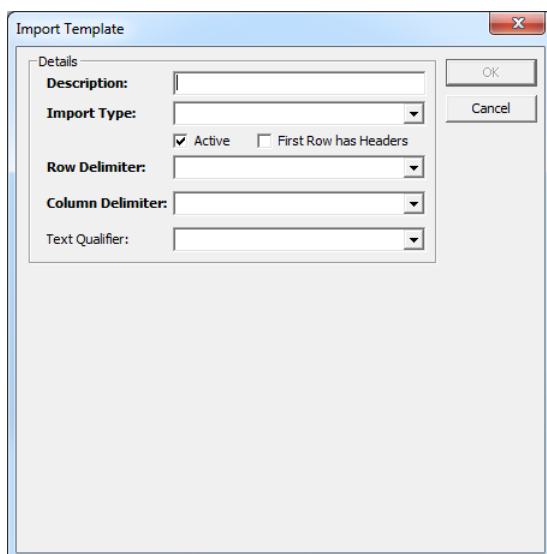 Import Template
Details
Description:
Import Type:
Active
First Row has Headers
Row Delimiter:
Column Delimiter:
Text Qualifier:
OK
Cancel